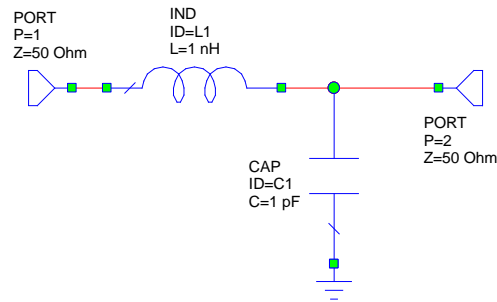 PORT
P=1
Z=50 Ohm
IND
ID=L1
L=1 nH
PORT
P=2
Z=50 Ohm
CAP
ID=C1
C=1 pF